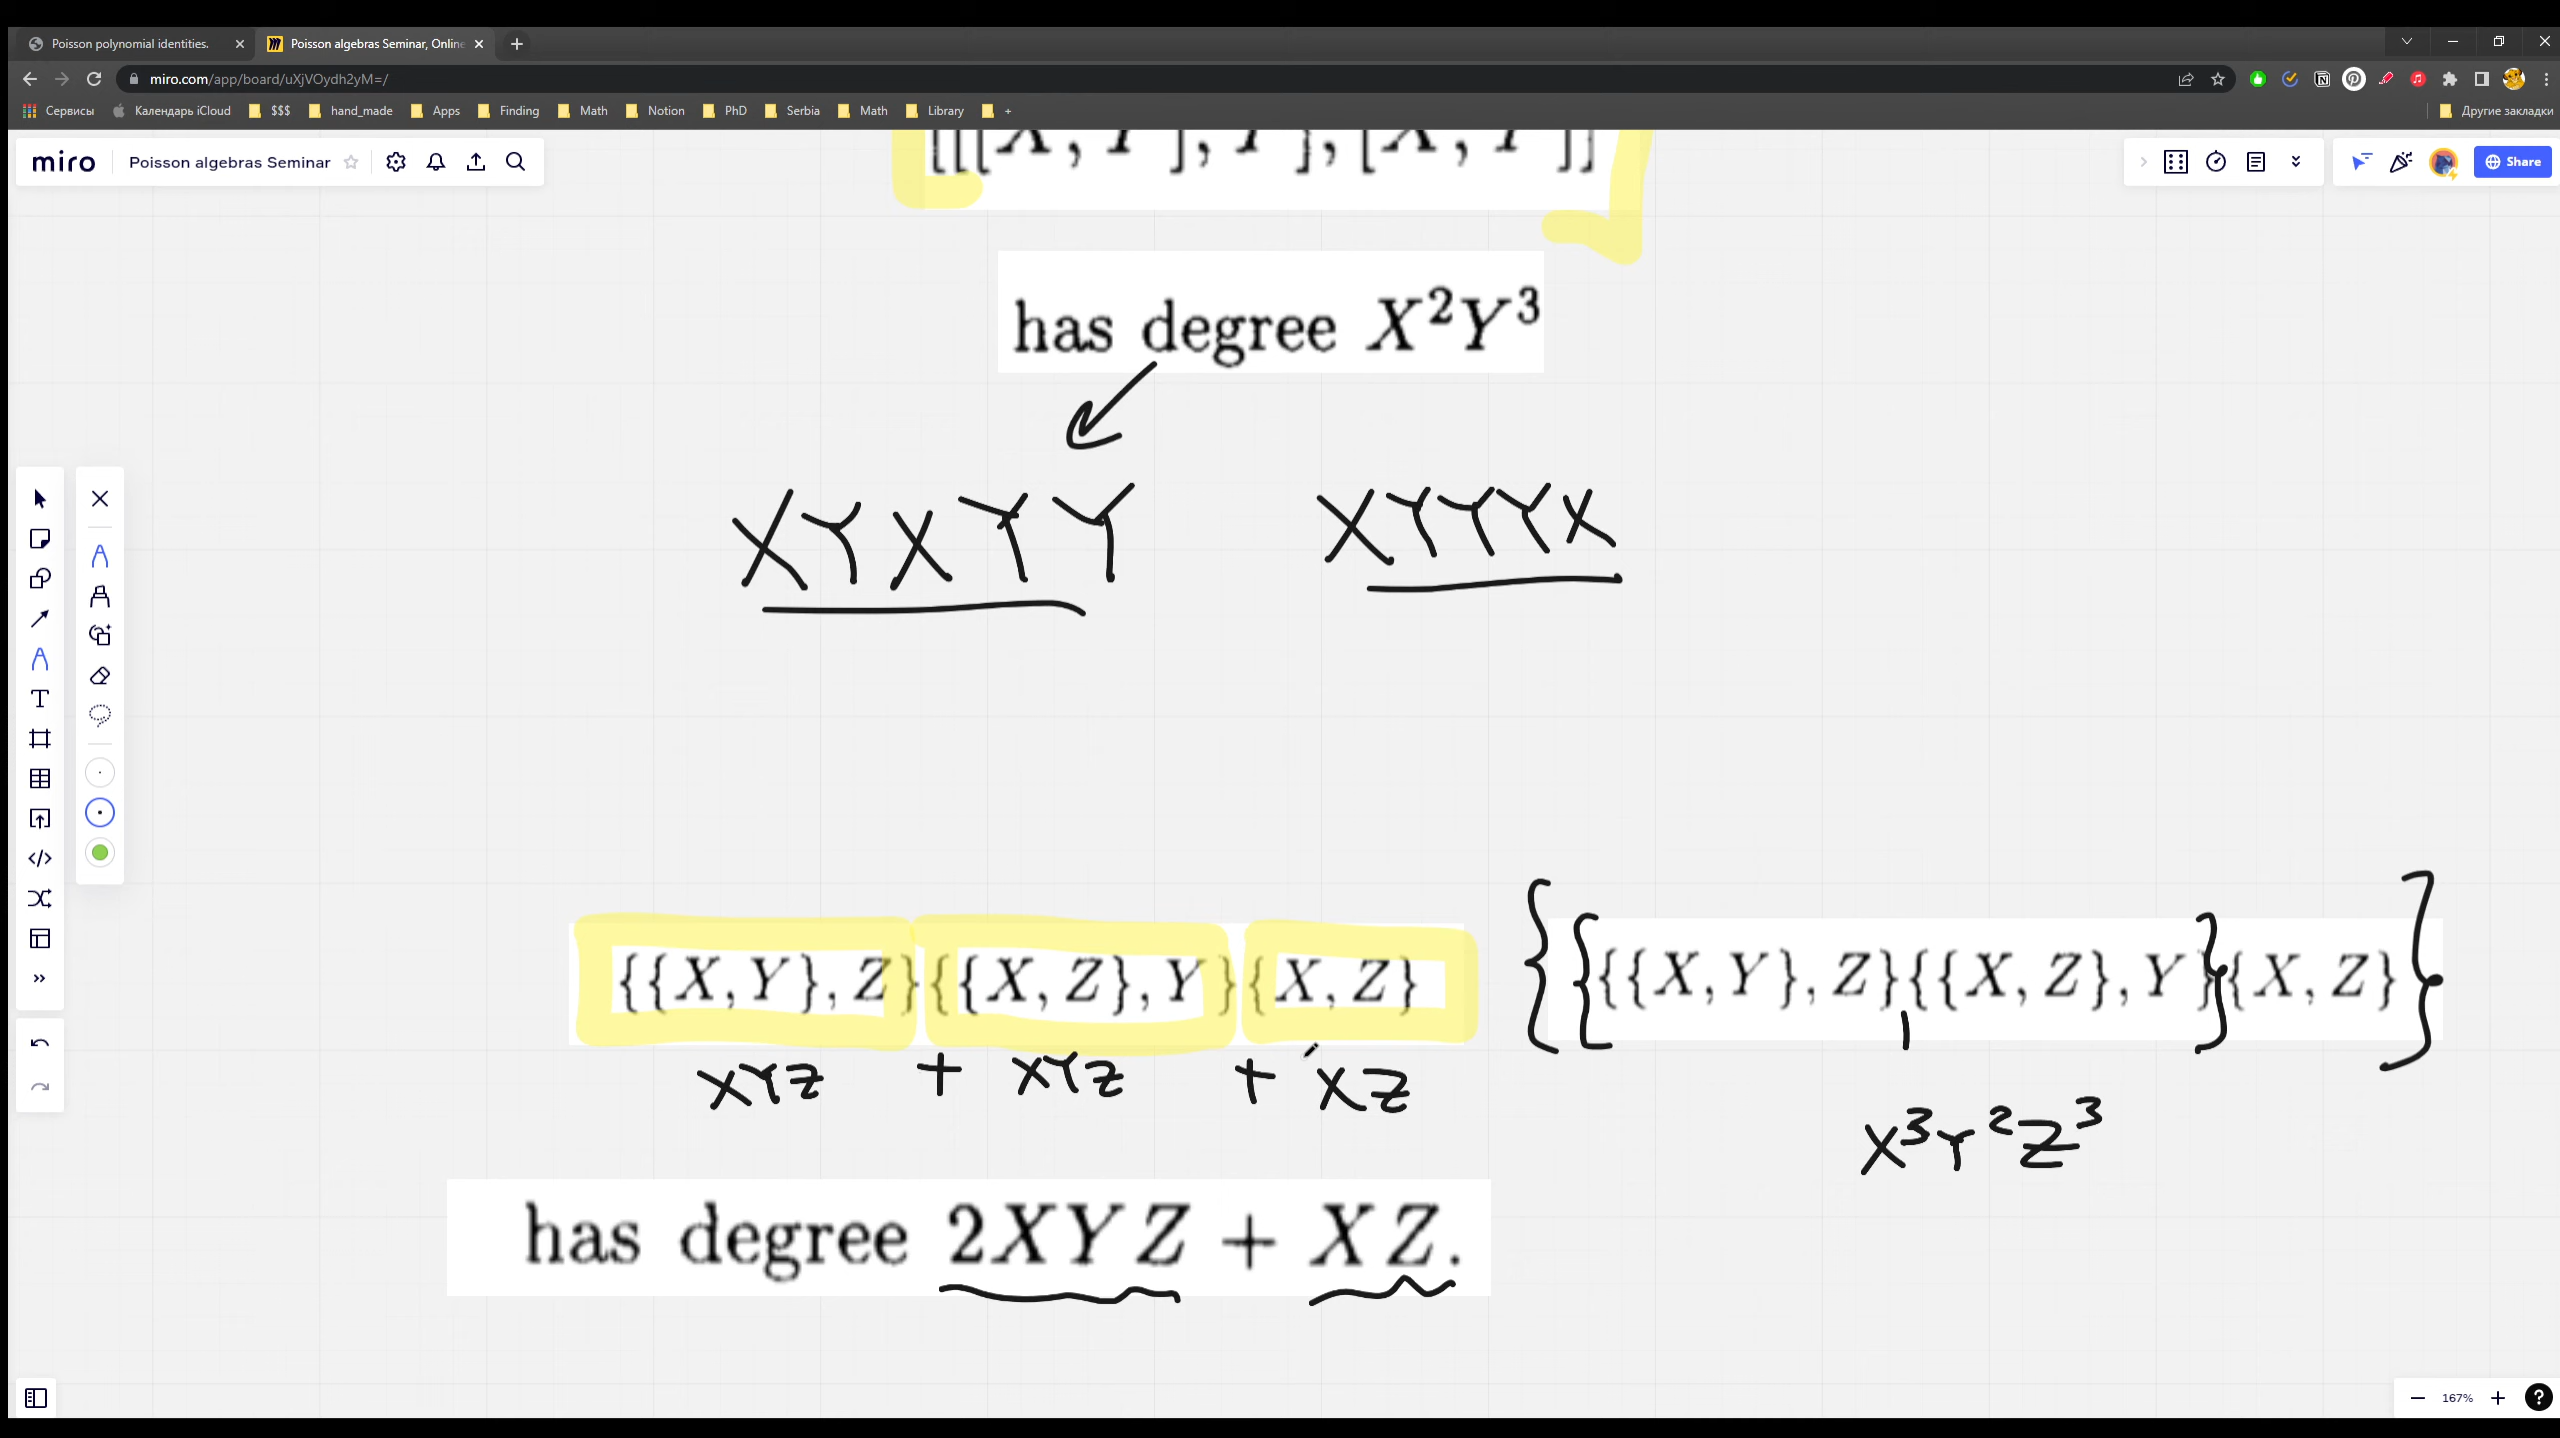 Poisson polynomial identities.
Poisson algebras Seminar, Online
miro.com/app/board/uXjVOydh2yM=/
Сервисы Календарь iCloud $$$ hand_made Apps Finding Math Notion PhD Serbia Math Library + Другие закладки
miro Poisson algebras Seminar Share
[[[X, Y], Y], [X, Y]]
has degree X²Y³
XYXYY XYYYX
{{X, Y}, Z}{{X, Z}, Y}{X, Z}
{ { {{X, Y}, Z}{{X, Z}, Y} } {X, Z} }
XYZ + XYZ + XZ
X³Y²Z³
has degree 2XYZ + XZ.
167%